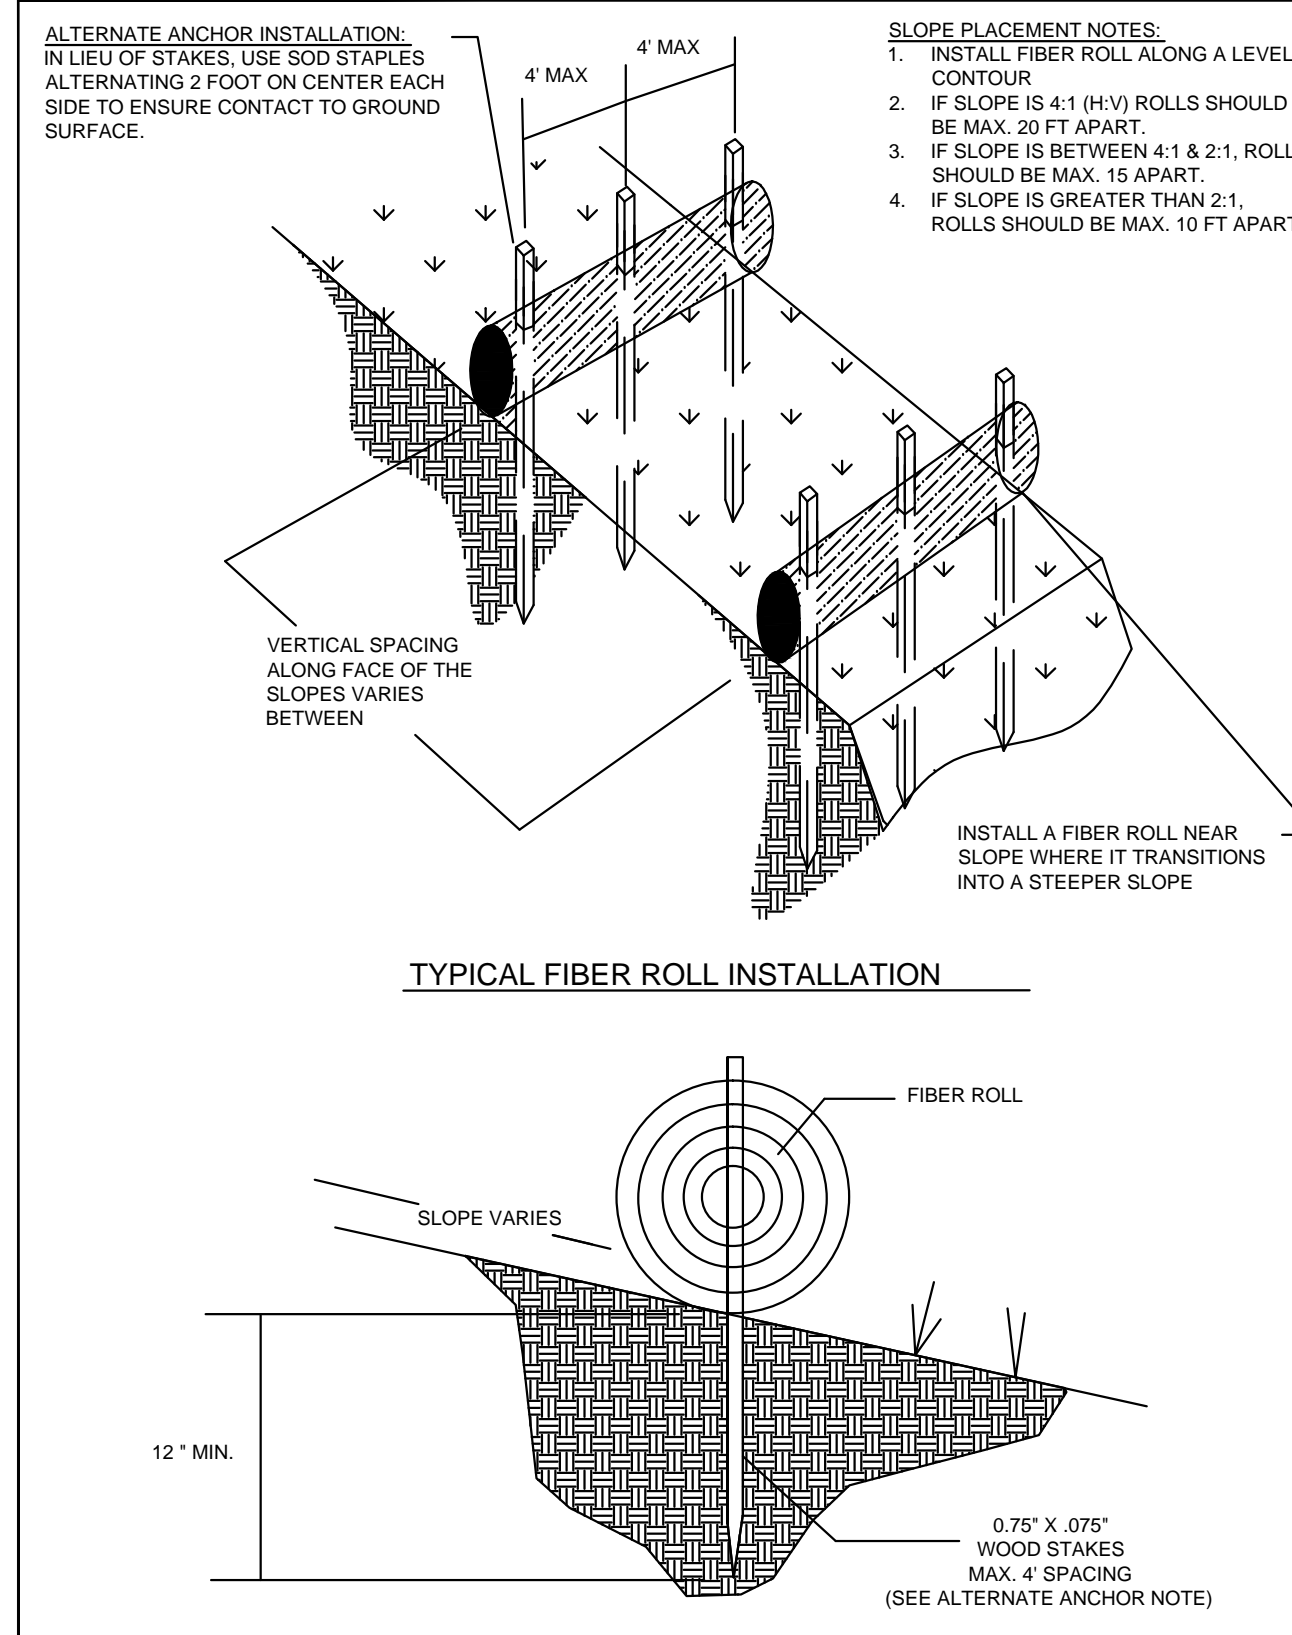 ALTERNATE ANCHOR INSTALLATION:
IN LIEU OF STAKES, USE SOD STAPLES
ALTERNATING 2 FOOT ON CENTER EACH
SIDE TO ENSURE CONTACT TO GROUND
SURFACE.
4' MAX
4' MAX
SLOPE PLACEMENT NOTES:
1. INSTALL FIBER ROLL ALONG A LEVEL
CONTOUR
2. IF SLOPE IS 4:1 (H:V) ROLLS SHOULD
BE MAX. 20 FT APART.
3. IF SLOPE IS BETWEEN 4:1 & 2:1, ROLL
SHOULD BE MAX. 15 APART.
4. IF SLOPE IS GREATER THAN 2:1,
ROLLS SHOULD BE MAX. 10 FT APART
VERTICAL SPACING
ALONG FACE OF THE
SLOPES VARIES
BETWEEN
INSTALL A FIBER ROLL NEAR
SLOPE WHERE IT TRANSITIONS
INTO A STEEPER SLOPE
TYPICAL FIBER ROLL INSTALLATION
FIBER ROLL
SLOPE VARIES
12 " MIN.
0.75" X .075"
WOOD STAKES
MAX. 4' SPACING
(SEE ALTERNATE ANCHOR NOTE)